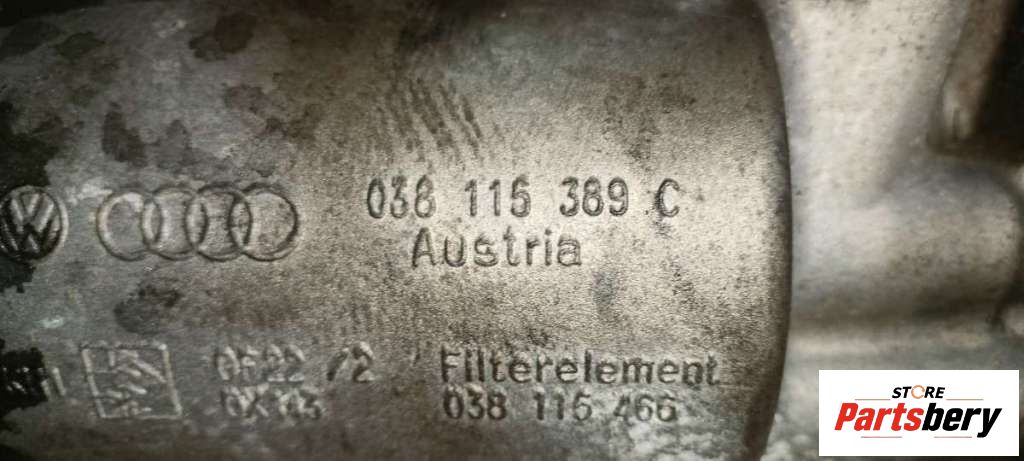 038 115 389 C
Austria
Filterelement
038 115 466
STORE
Partsbery